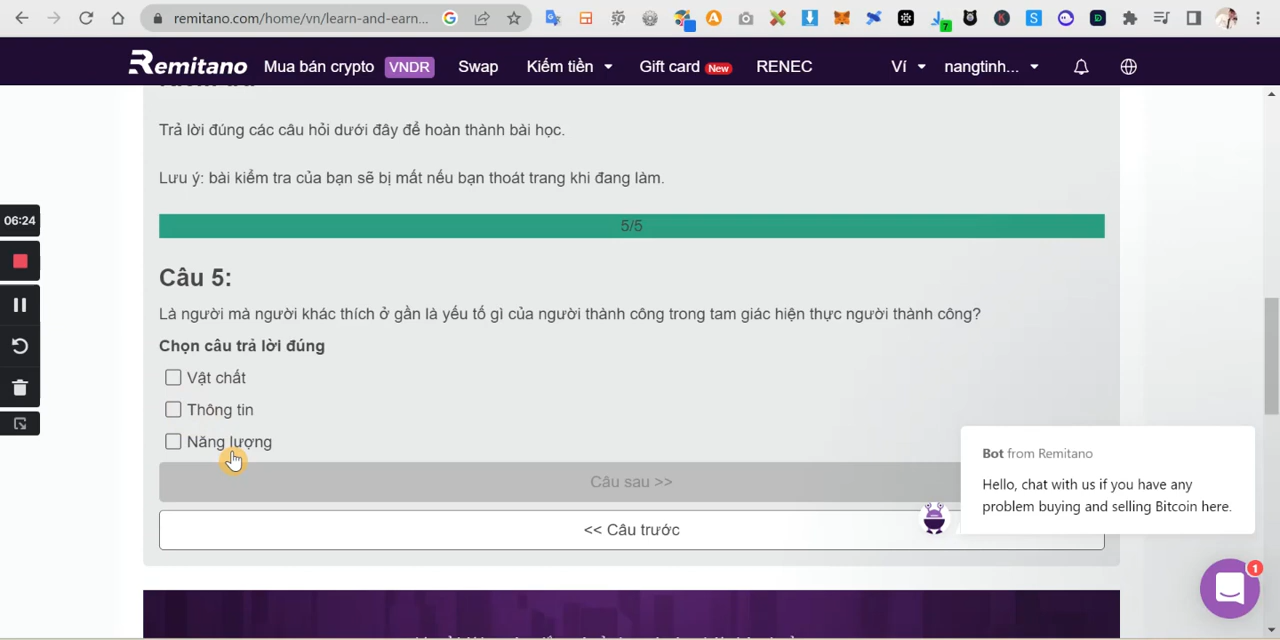 remitano.com/home/vn/learn-and-earn...
7
Remitano Mua bán crypto VNDR Swap Kiếm tiền Gift card New RENEC Ví nangtinh...
Trả lời đúng các câu hỏi dưới đây để hoàn thành bài học.
Lưu ý: bài kiểm tra của bạn sẽ bị mất nếu bạn thoát trang khi đang làm.
06:24
5/5
Câu 5:
Là người mà người khác thích ở gần là yếu tố gì của người thành công trong tam giác hiện thực người thành công?
Chọn câu trả lời đúng
Vật chất
Thông tin
Năng lượng
Câu sau >>
<< Câu trước
Bot from Remitano
Hello, chat with us if you have any
problem buying and selling Bitcoin here.
1